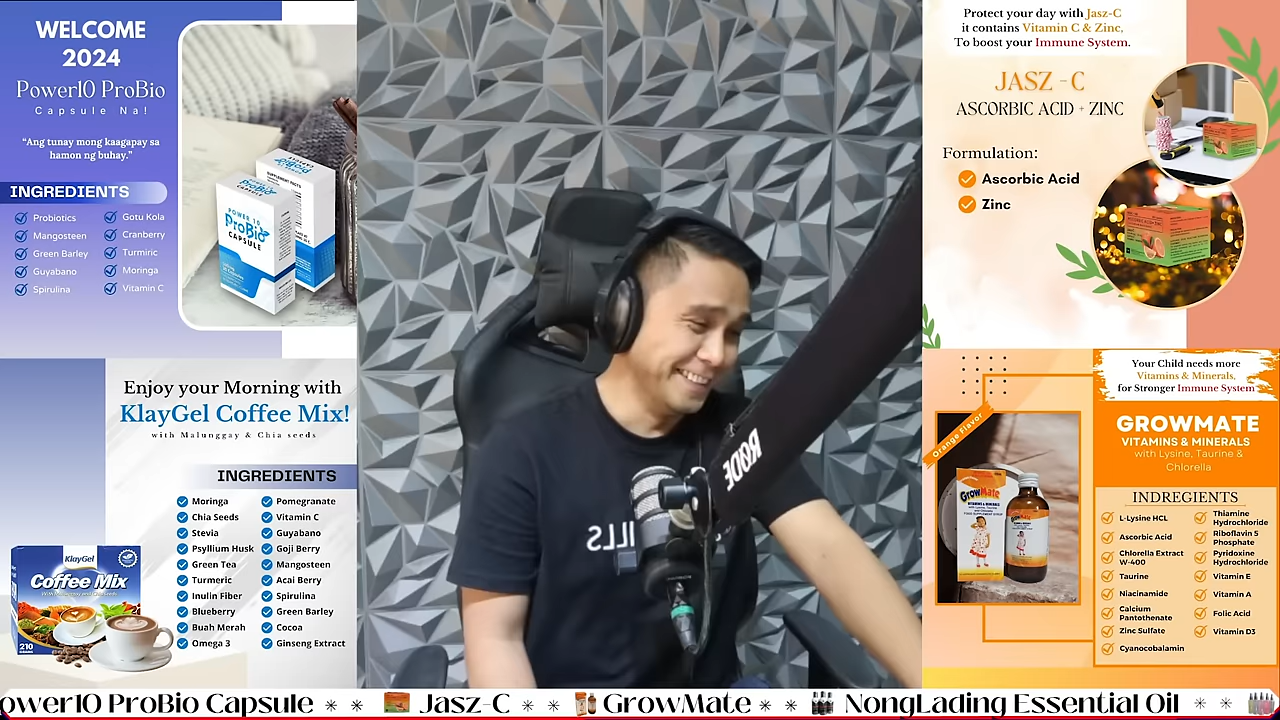 WELCOME
2024
Power10 ProBio
Capsule Na!
“Ang tunay mong kaagapay sa
hamon ng buhay.”
INGREDIENTS
Probiotics
Mangosteen
Green Barley
Guyabano
Spirulina
Gotu Kola
Cranberry
Turmiric
Moringa
Vitamin C
POWER 10
ProBio
CAPSULE
Enjoy your Morning with
KlayGel Coffee Mix!
with Malunggay & Chia seeds
INGREDIENTS
Moringa
Chia Seeds
Stevia
Psyllium Husk
Green Tea
Turmeric
Inulin Fiber
Blueberry
Buah Merah
Omega 3
Pomegranate
Vitamin C
Guyabano
Goji Berry
Mangosteen
Acai Berry
Spirulina
Green Barley
Cocoa
Ginseng Extract
KlayGel
Coffee Mix
210
RODE
ILLS
Protect your day with Jasz-C
it contains Vitamin C & Zinc,
To boost your Immune System.
JASZ -C
ASCORBIC ACID + ZINC
Formulation:
Ascorbic Acid
Zinc
Your Child needs more
Vitamins & Minerals,
for Stronger Immune System
Orange Flavor
GROWMATE
VITAMINS & MINERALS
with Lysine, Taurine &
Chlorella
GrowMate
INDREGIENTS
L-Lysine HCL
Ascorbic Acid
Chlorella Extract
W-400
Taurine
Niacinamide
Calcium
Pantothenate
Zinc Sulfate
Cyanocobalamin
Thiamine
Hydrochloride
Riboflavin 5
Phosphate
Pyridoxine
Hydrochloride
Vitamin E
Vitamin A
Folic Acid
Vitamin D3
ower10 ProBio Capsule Jasz-C GrowMate NongLading Essential Oil